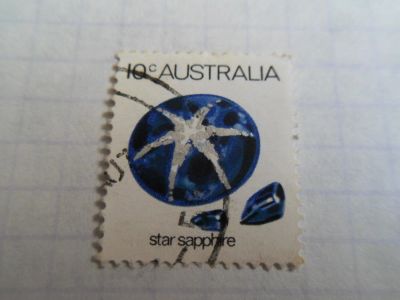 10c AUSTRALIA
star sapphire